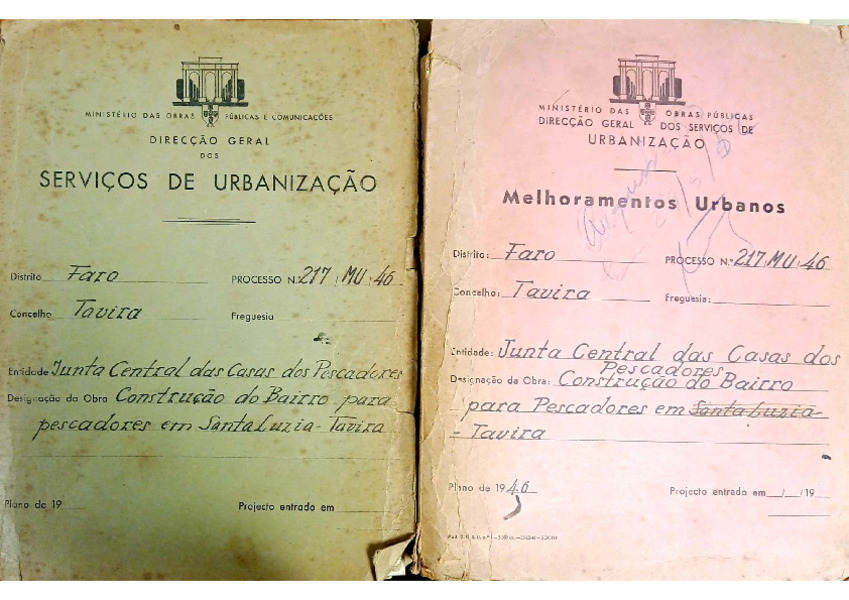 MINISTÉRIO DAS OBRAS PÚBLICAS E COMUNICAÇÕES
DIRECÇÃO GERAL
DOS
SERVIÇOS DE URBANIZAÇÃO
Distrito Faro PROCESSO N.º 217 MU 46
Concelho Tavira Freguesia
Entidade Junta Central das Casas dos Pescadores
Designação da Obra Construção do Bairro para
pescadores em Santa Luzia - Tavira
Plano de 19 Projecto entrado em
MINISTÉRIO DAS OBRAS PÚBLICAS
DIRECÇÃO GERAL DOS SERVIÇOS DE
URBANIZAÇÃO
Melhoramentos Urbanos
Distrito: Faro PROCESSO N.º 217 MU 46
Concelho: Tavira Freguesia:
Entidade: Junta Central das Casas dos
Pescadores
Designação da Obra: Construção do Bairro
para Pescadores em Santa Luzia -
- Tavira
Plano de 1946 Projecto entrado em / /19